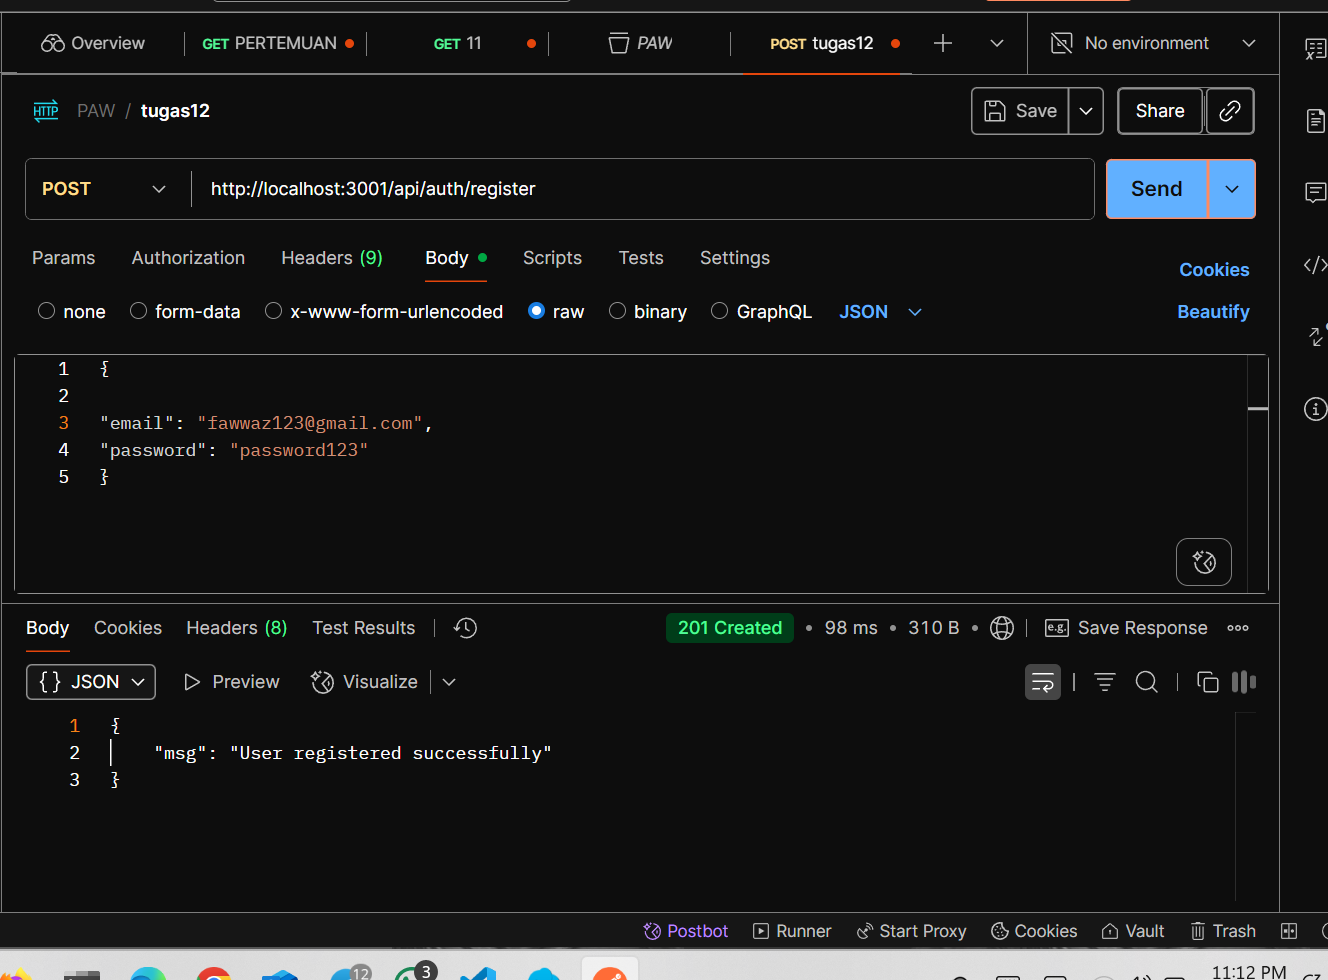 Overview GET PERTEMUAN GET 11 PAW POST tugas12 No environment
HTTP PAW / tugas12 Save Share
POST http://localhost:3001/api/auth/register Send
Params Authorization Headers (9) Body Scripts Tests Settings Cookies
none form-data x-www-form-urlencoded raw binary GraphQL JSON Beautify
1 {
2
3 "email": "fawwaz123@gmail.com",
4 "password": "password123"
5 }
Body Cookies Headers (8) Test Results 201 Created • 98 ms • 310 B • e.g. Save Response
{} JSON Preview Visualize
1 {
2 "msg": "User registered successfully"
3 }
Postbot Runner Start Proxy Cookies Vault Trash
12 3 11:12 PM